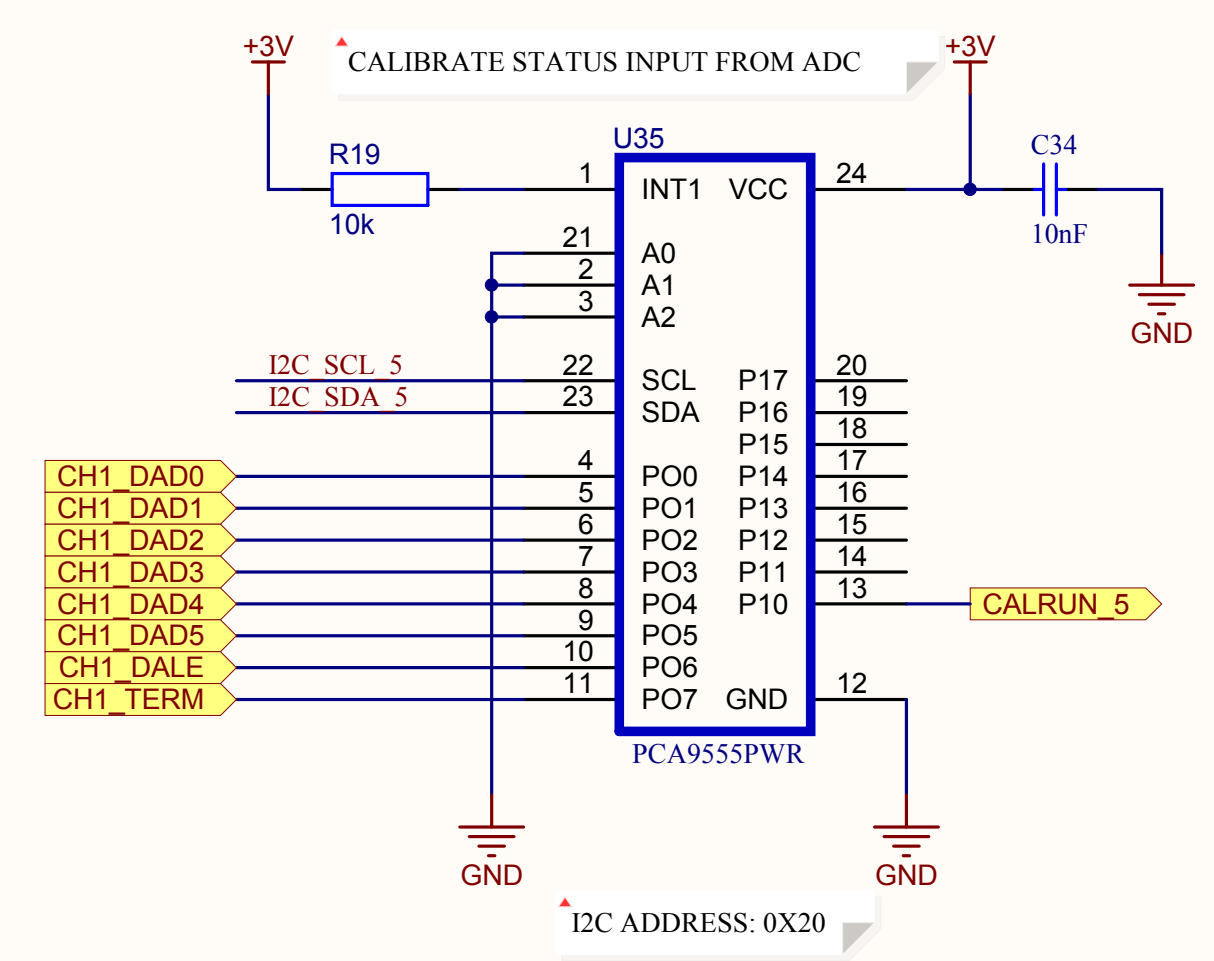 +3V
CALIBRATE STATUS INPUT FROM ADC
+3V
U35
R19
10k
C34
10nF
GND
1 INT1 VCC 24
21 A0
2 A1
3 A2
I2C_SCL_5 22 SCL P17 20
I2C_SDA_5 23 SDA P16 19
P15 18
CH1_DAD0 4 PO0 P14 17
CH1_DAD1 5 PO1 P13 16
CH1_DAD2 6 PO2 P12 15
CH1_DAD3 7 PO3 P11 14
CH1_DAD4 8 PO4 P10 13 CALRUN_5
CH1_DAD5 9 PO5
CH1_DALE 10 PO6
CH1_TERM 11 PO7 GND 12
PCA9555PWR
GND
GND
I2C ADDRESS: 0X20